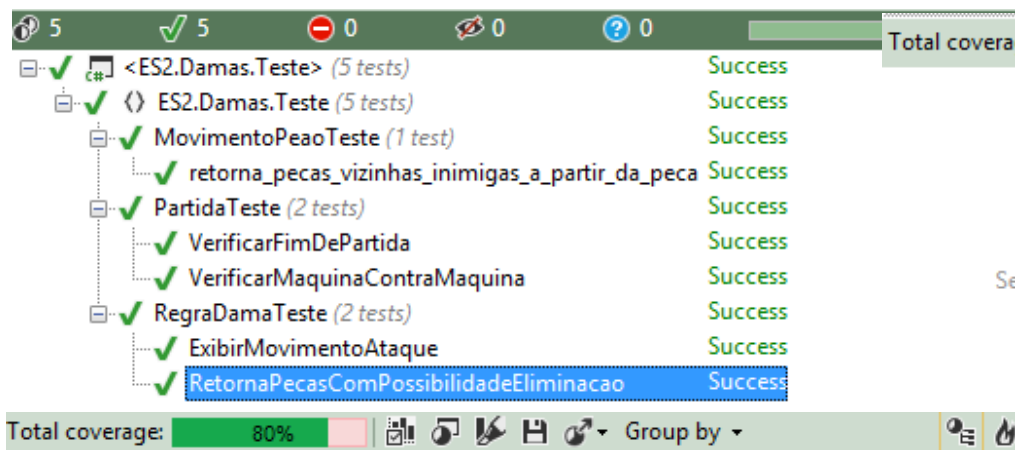 5 5 0 0 0
Total covera
C# <ES2.Damas.Teste> (5 tests) Success
ES2.Damas.Teste (5 tests) Success
MovimentoPeaoTeste (1 test) Success
retorna_pecas_vizinhas_inimigas_a_partir_da_peca Success
PartidaTeste (2 tests) Success
VerificarFimDePartida Success
VerificarMaquinaContraMaquina Success
Se
RegraDamaTeste (2 tests) Success
ExibirMovimentoAtaque Success
RetornaPecasComPossibilidadeEliminacao Success
Total coverage: 80% Group by